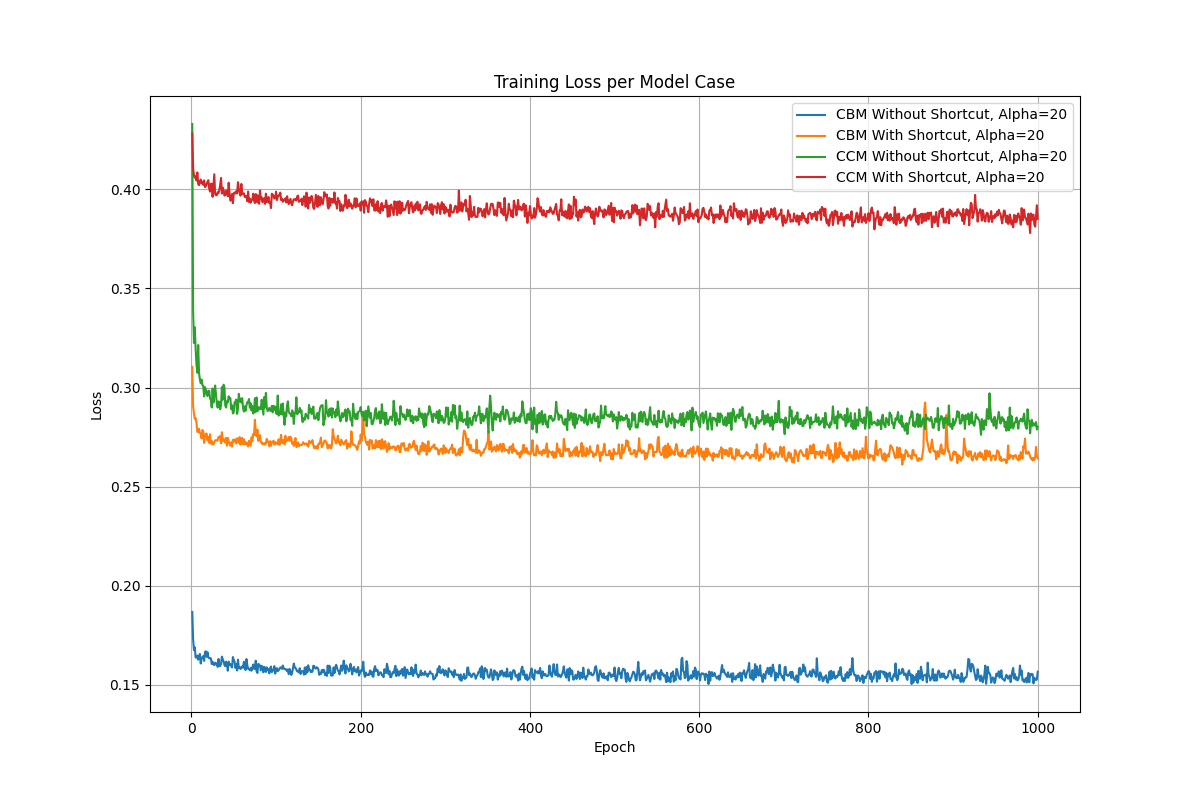 Training Loss per Model Case
CBM Without Shortcut, Alpha=20
CBM With Shortcut, Alpha=20
CCM Without Shortcut, Alpha=20
CCM With Shortcut, Alpha=20
0.40
0.35
0.30
0.25
0.20
0.15
Loss
0 200 400 600 800 1000
Epoch